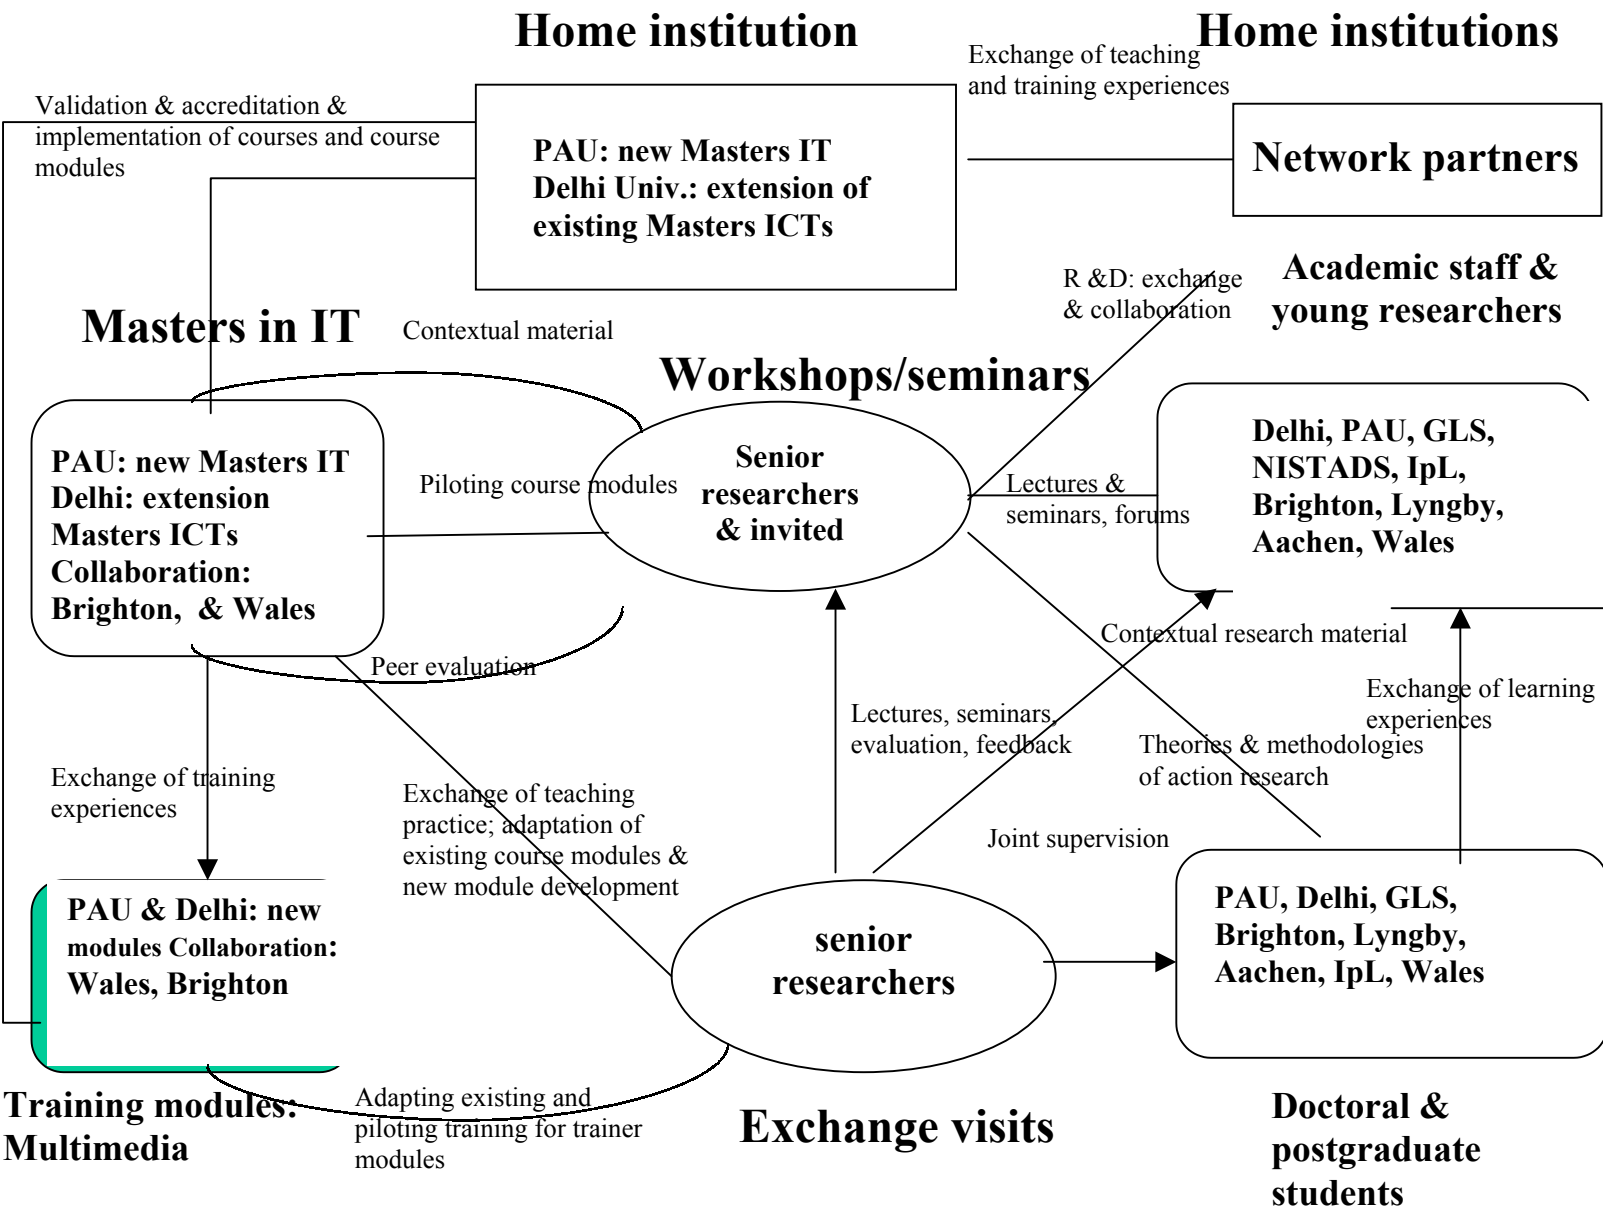 Home institution
Home institutions
Exchange of teaching
and training experiences
Validation & accreditation &
implementation of courses and course
modules
PAU: new Masters IT
Delhi Univ.: extension of
existing Masters ICTs
Network partners
R &D: exchange
& collaboration
Academic staff &
young researchers
Masters in IT
Contextual material
Workshops/seminars
PAU: new Masters IT
Delhi: extension
Masters ICTs
Collaboration:
Brighton,  & Wales
Piloting course modules
Senior
researchers
& invited
Lectures &
seminars, forums
Delhi, PAU, GLS,
NISTADS, IpL,
Brighton, Lyngby,
Aachen, Wales
Peer evaluation
Contextual research material
Lectures, seminars,
evaluation, feedback
Exchange of learning
experiences
Theories & methodologies
of action research
Exchange of training
experiences
Exchange of teaching
practice; adaptation of
existing course modules &
new module development
Joint supervision
PAU & Delhi: new
modules Collaboration:
Wales, Brighton
senior
researchers
PAU, Delhi, GLS,
Brighton, Lyngby,
Aachen, IpL, Wales
Training modules:
Multimedia
Adapting existing and
piloting training for trainer
modules
Exchange visits
Doctoral &
postgraduate
students